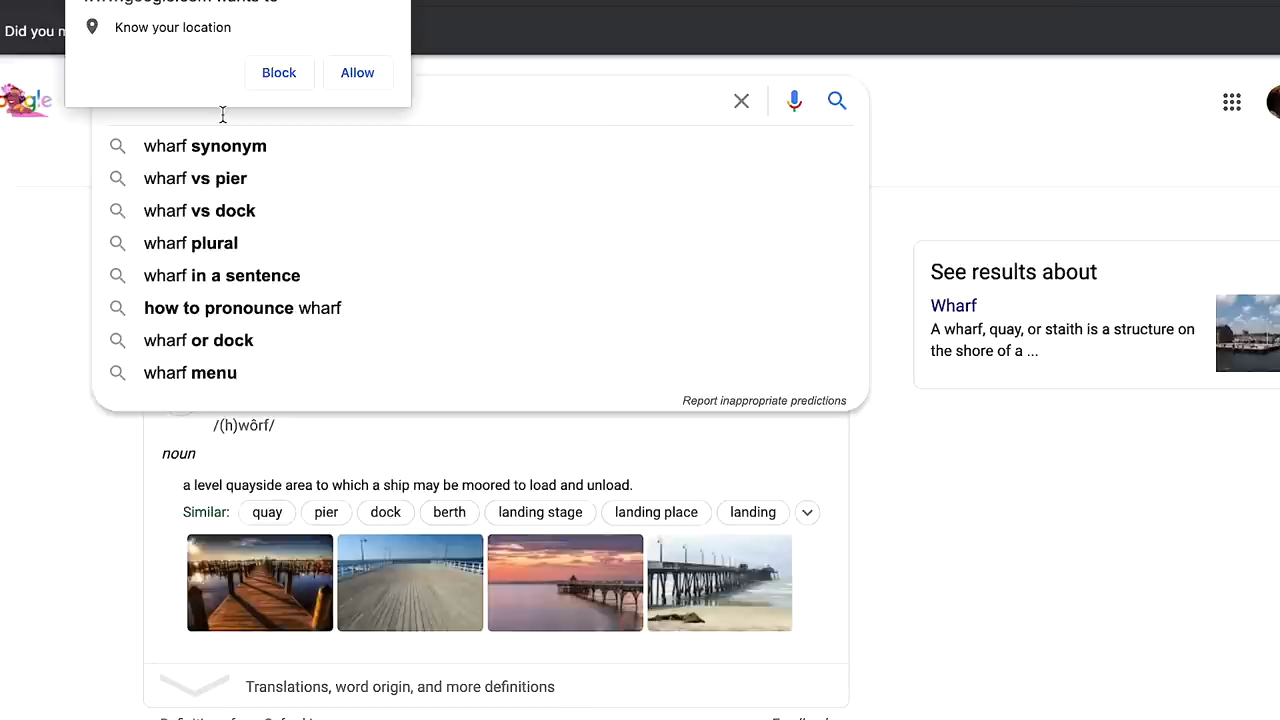 Did you m
Know your location
Block
Allow
wharf synonym
wharf vs pier
wharf vs dock
wharf plural
wharf in a sentence
how to pronounce wharf
wharf or dock
wharf menu
Report inappropriate predictions
See results about
Wharf
A wharf, quay, or staith is a structure on
the shore of a ...
/(h)wôrf/
noun
a level quayside area to which a ship may be moored to load and unload.
Similar: quay pier dock berth landing stage landing place landing
Translations, word origin, and more definitions